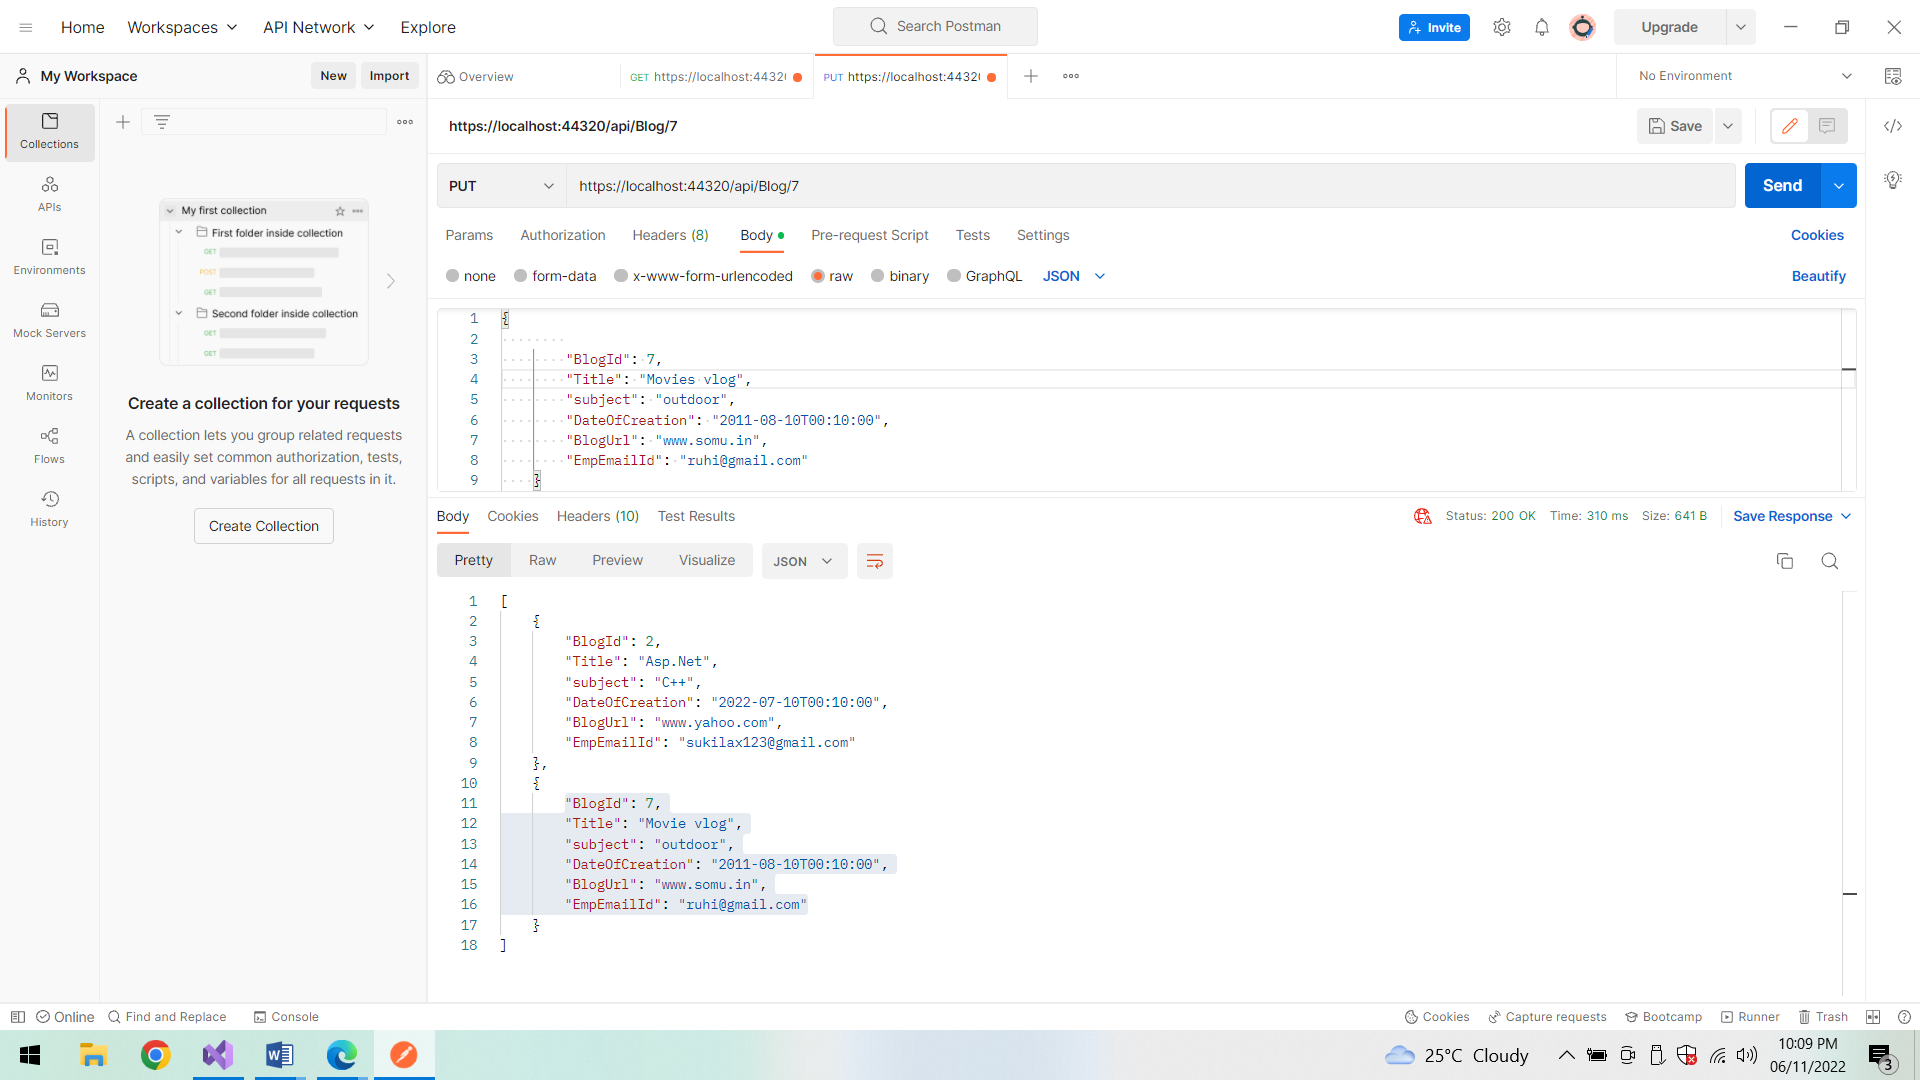 Home Workspaces API Network Explore Search Postman Invite Upgrade
My Workspace New Import Overview GET https://localhost:4432 PUT https://localhost:4432 No Environment
Collections
https://localhost:44320/api/Blog/7 Save
PUT https://localhost:44320/api/Blog/7 Send
APIs
Environments
Mock Servers
Monitors
Flows
History
My first collection
First folder inside collection
GET
POST
GET
Second folder inside collection
GET
GET
Create a collection for your requests
A collection lets you group related requests
and easily set common authorization, tests,
scripts, and variables for all requests in it.
Create Collection
Params Authorization Headers (8) Body Pre-request Script Tests Settings Cookies
none form-data x-www-form-urlencoded raw binary GraphQL JSON Beautify
1 {
2
3 "BlogId": 7,
4 "Title": "Movies vlog",
5 "subject": "outdoor",
6 "DateOfCreation": "2011-08-10T00:10:00",
7 "BlogUrl": "www.somu.in",
8 "EmpEmailId": "ruhi@gmail.com"
9 }
Body Cookies Headers (10) Test Results Status: 200 OK Time: 310 ms Size: 641 B Save Response
Pretty Raw Preview Visualize JSON
1 [
2 {
3 "BlogId": 2,
4 "Title": "Asp.Net",
5 "subject": "C++",
6 "DateOfCreation": "2022-07-10T00:10:00",
7 "BlogUrl": "www.yahoo.com",
8 "EmpEmailId": "sukilax123@gmail.com"
9 },
10 {
11 "BlogId": 7,
12 "Title": "Movie vlog",
13 "subject": "outdoor",
14 "DateOfCreation": "2011-08-10T00:10:00",
15 "BlogUrl": "www.somu.in",
16 "EmpEmailId": "ruhi@gmail.com"
17 }
18 ]
Online Find and Replace Console Cookies Capture requests Bootcamp Runner Trash
25°C Cloudy 10:09 PM
06/11/2022 3